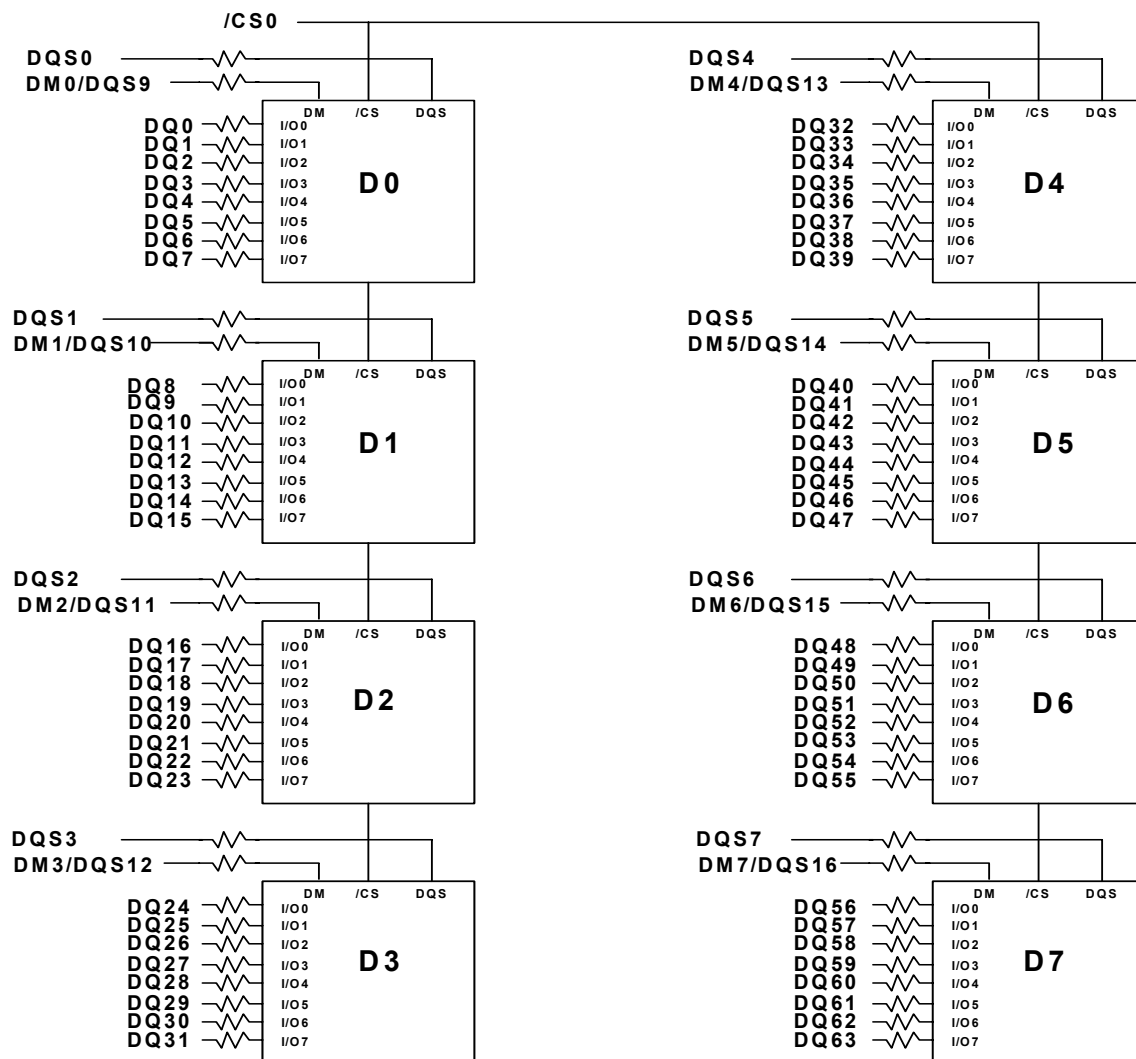 /CS0
DQS0
DM0/DQS9
DM /CS DQS
DQ0 I/O0
DQ1 I/O1
DQ2 I/O2
DQ3 I/O3
DQ4 I/O4
DQ5 I/O5
DQ6 I/O6
DQ7 I/O7
D0
DQS1
DM1/DQS10
DM /CS DQS
DQ8 I/O0
DQ9 I/O1
DQ10 I/O2
DQ11 I/O3
DQ12 I/O4
DQ13 I/O5
DQ14 I/O6
DQ15 I/O7
D1
DQS2
DM2/DQS11
DM /CS DQS
DQ16 I/O0
DQ17 I/O1
DQ18 I/O2
DQ19 I/O3
DQ20 I/O4
DQ21 I/O5
DQ22 I/O6
DQ23 I/O7
D2
DQS3
DM3/DQS12
DM /CS DQS
DQ24 I/O0
DQ25 I/O1
DQ26 I/O2
DQ27 I/O3
DQ28 I/O4
DQ29 I/O5
DQ30 I/O6
DQ31 I/O7
D3
DQS4
DM4/DQS13
DM /CS DQS
DQ32 I/O0
DQ33 I/O1
DQ34 I/O2
DQ35 I/O3
DQ36 I/O4
DQ37 I/O5
DQ38 I/O6
DQ39 I/O7
D4
DQS5
DM5/DQS14
DM /CS DQS
DQ40 I/O0
DQ41 I/O1
DQ42 I/O2
DQ43 I/O3
DQ44 I/O4
DQ45 I/O5
DQ46 I/O6
DQ47 I/O7
D5
DQS6
DM6/DQS15
DM /CS DQS
DQ48 I/O0
DQ49 I/O1
DQ50 I/O2
DQ51 I/O3
DQ52 I/O4
DQ53 I/O5
DQ54 I/O6
DQ55 I/O7
D6
DQS7
DM7/DQS16
DM /CS DQS
DQ56 I/O0
DQ57 I/O1
DQ58 I/O2
DQ59 I/O3
DQ60 I/O4
DQ61 I/O5
DQ62 I/O6
DQ63 I/O7
D7